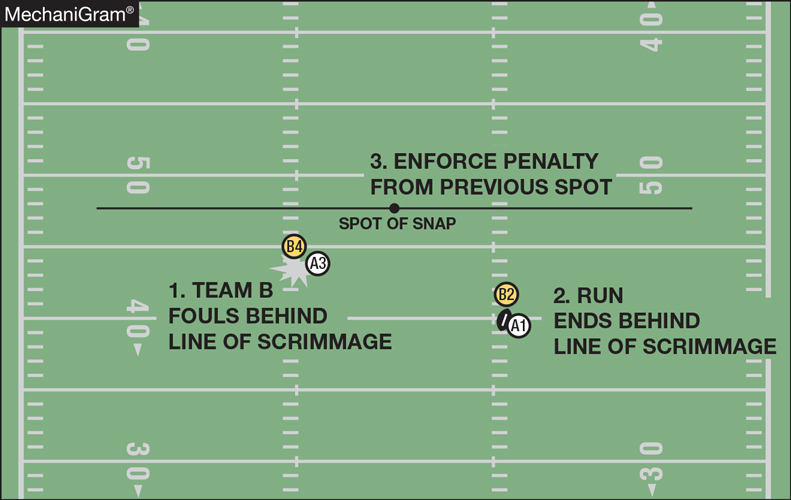 MechaniGram®
40
40
50
50
3. ENFORCE PENALTY
FROM PREVIOUS SPOT
SPOT OF SNAP
B4
A3
1. TEAM B
FOULS BEHIND
LINE OF SCRIMMAGE
B2
A1
2. RUN
ENDS BEHIND
LINE OF SCRIMMAGE
40
30
30